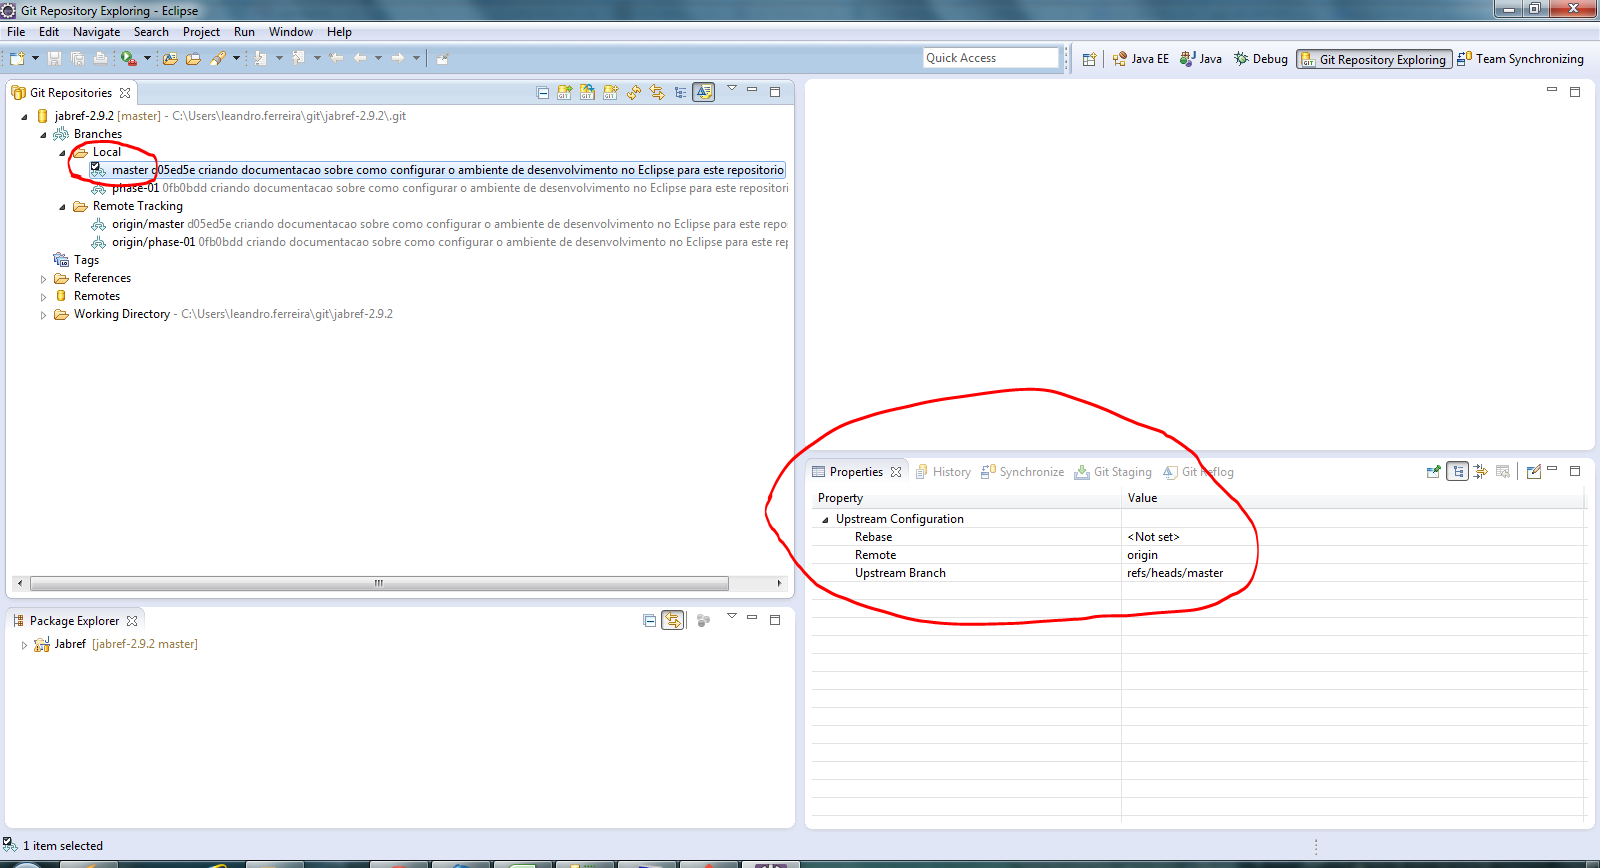 Git Repository Exploring - Eclipse
File Edit Navigate Search Project Run Window Help
Quick Access
Java EE Java Debug Git Repository Exploring Team Synchronizing
Git Repositories
jabref-2.9.2 [master] - C:\Users\leandro.ferreira\git\jabref-2.9.2\.git
Branches
Local
master d05ed5e criando documentacao sobre como configurar o ambiente de desenvolvimento no Eclipse para este repositorio
phase-01 0fb0bdd criando documentacao sobre como configurar o ambiente de desenvolvimento no Eclipse para este repositori
Remote Tracking
origin/master d05ed5e criando documentacao sobre como configurar o ambiente de desenvolvimento no Eclipse para este repo
origin/phase-01 0fb0bdd criando documentacao sobre como configurar o ambiente de desenvolvimento no Eclipse para este rep
Tags
References
Remotes
Working Directory - C:\Users\leandro.ferreira\git\jabref-2.9.2
Properties History Synchronize Git Staging Git Reflog
Property Value
Upstream Configuration
Rebase <Not set>
Remote origin
Upstream Branch refs/heads/master
Package Explorer
Jabref [jabref-2.9.2 master]
1 item selected